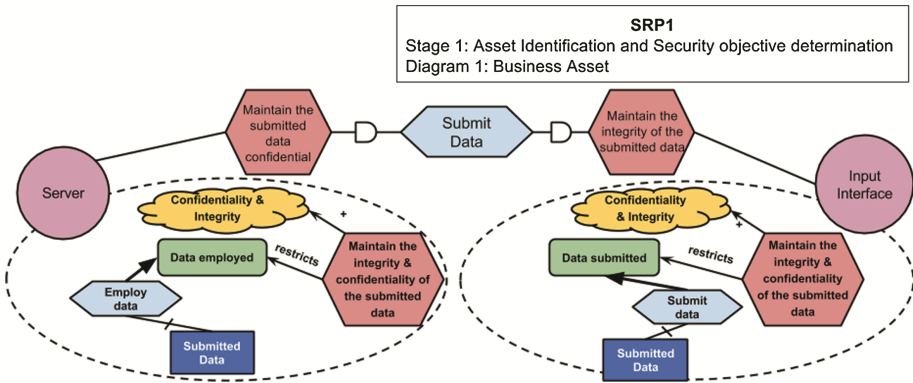 SRP1
Stage 1: Asset Identification and Security objective determination
Diagram 1: Business Asset
Maintain the
submitted
data
confidential
Submit
Data
Maintain the
integrity of the
submitted data
Server
Input
Interface
Confidentiality &
Integrity
+
Data employed
restricts
Maintain the
integrity &
confidentiality of
the submitted
data
Employ
data
Submitted
Data
Confidentiality
& Integrity
+
Data submitted
restricts
Maintain the
integrity &
confidentiality
of the submitted
data
Submit
data
Submitted
Data